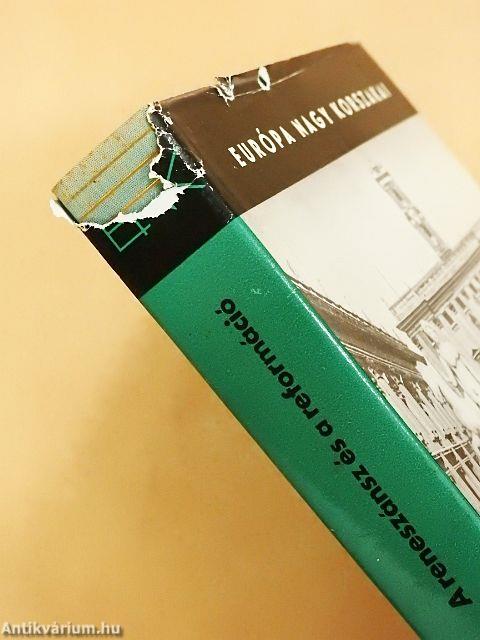 EURÓPA NAGY KORSZAKAI
A reneszánsz és a reformáció
Antikvárium.hu